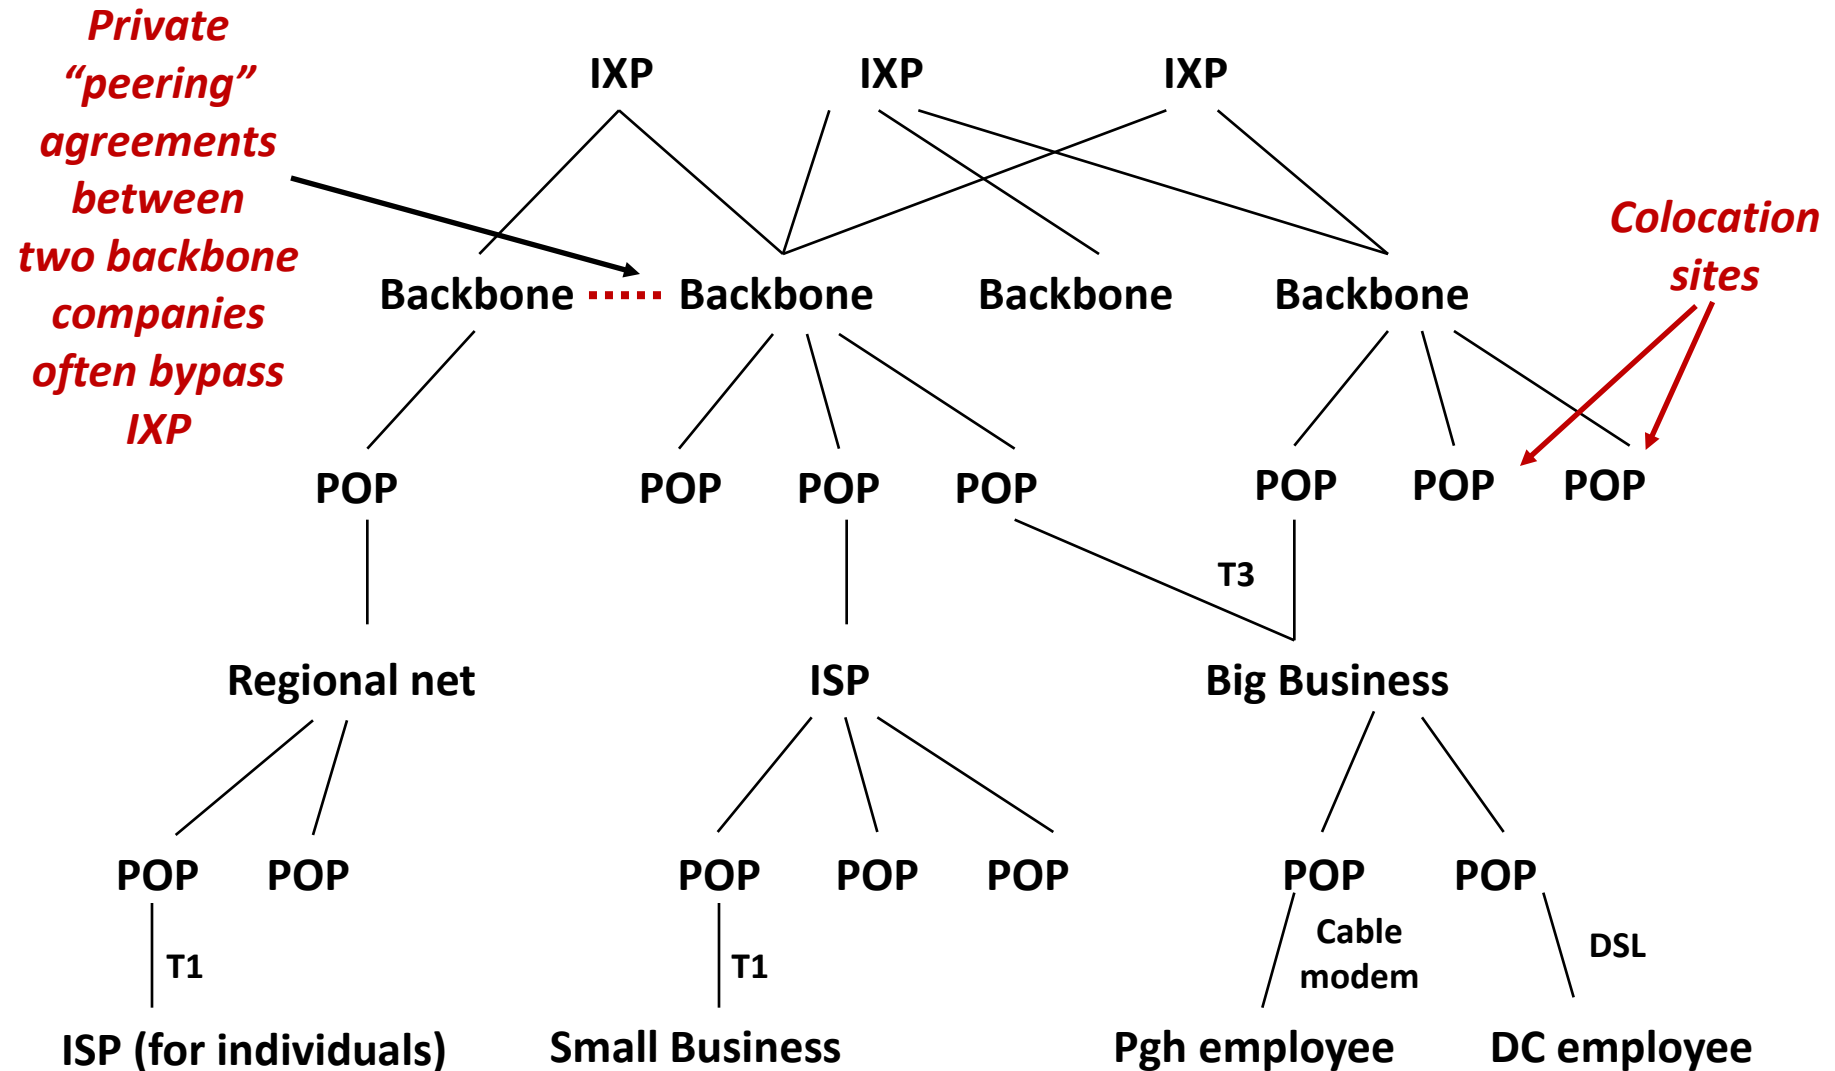 Private
“peering”
agreements
between
two backbone
companies
often bypass
IXP
IXP IXP IXP
Colocation
sites
Backbone Backbone Backbone Backbone
POP POP POP POP POP POP POP
T3
Regional net ISP Big Business
POP POP POP POP POP POP POP
T1 T1 Cable
modem DSL
ISP (for individuals) Small Business Pgh employee DC employee